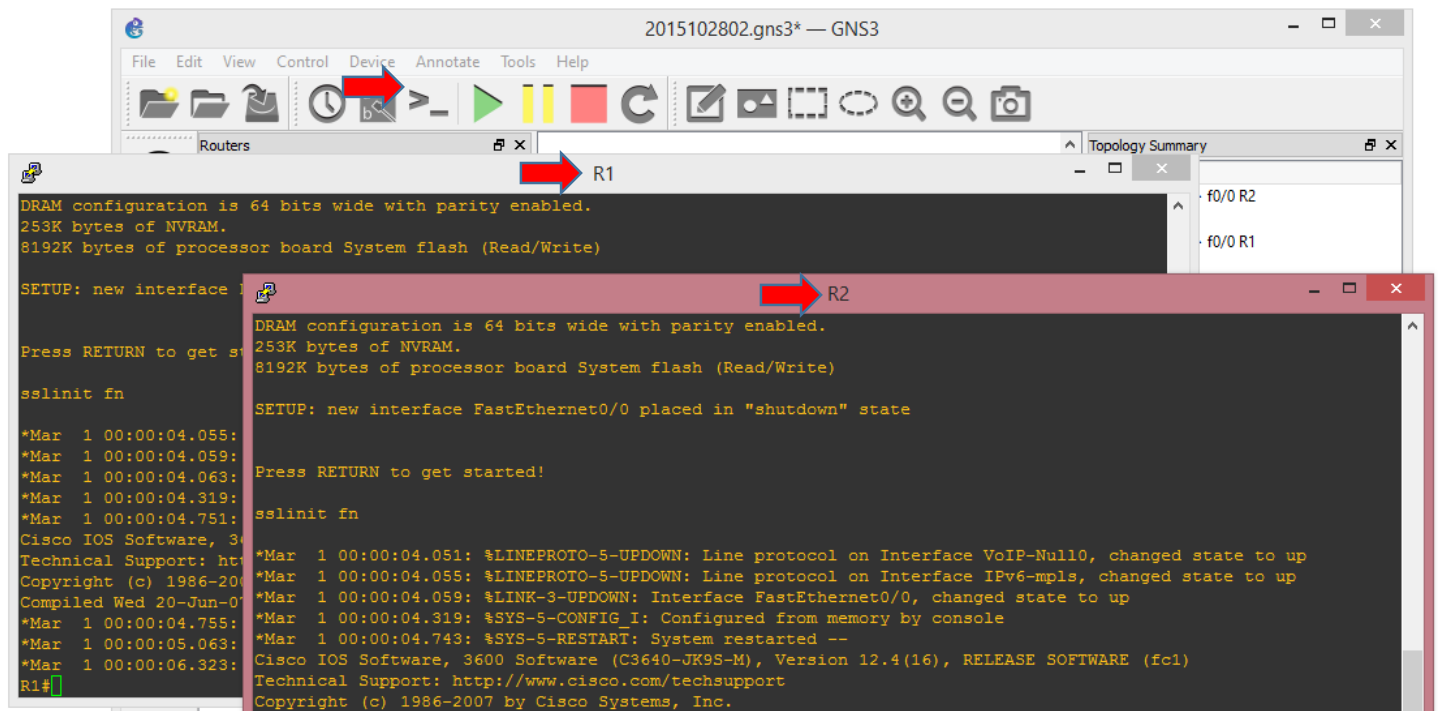 2015102802.gns3* — GNS3
File Edit View Control Device Annotate Tools Help
Routers
Topology Summary
f0/0 R2
f0/0 R1
R1
DRAM configuration is 64 bits wide with parity enabled.
253K bytes of NVRAM.
8192K bytes of processor board System flash (Read/Write)
SETUP: new interface
Press RETURN to get st
sslinit fn
*Mar  1 00:00:04.055:
*Mar  1 00:00:04.059:
*Mar  1 00:00:04.063:
*Mar  1 00:00:04.319:
*Mar  1 00:00:04.751:
Cisco IOS Software, 36
Technical Support: htt
Copyright (c) 1986-200
Compiled Wed 20-Jun-07
*Mar  1 00:00:04.755:
*Mar  1 00:00:05.063:
*Mar  1 00:00:06.323:
R1#
R2
DRAM configuration is 64 bits wide with parity enabled.
253K bytes of NVRAM.
8192K bytes of processor board System flash (Read/Write)
SETUP: new interface FastEthernet0/0 placed in "shutdown" state
Press RETURN to get started!
sslinit fn
*Mar  1 00:00:04.051: %LINEPROTO-5-UPDOWN: Line protocol on Interface VoIP-Null0, changed state to up
*Mar  1 00:00:04.055: %LINEPROTO-5-UPDOWN: Line protocol on Interface IPv6-mpls, changed state to up
*Mar  1 00:00:04.059: %LINK-3-UPDOWN: Interface FastEthernet0/0, changed state to up
*Mar  1 00:00:04.319: %SYS-5-CONFIG_I: Configured from memory by console
*Mar  1 00:00:04.743: %SYS-5-RESTART: System restarted --
Cisco IOS Software, 3600 Software (C3640-JK9S-M), Version 12.4(16), RELEASE SOFTWARE (fc1)
Technical Support: http://www.cisco.com/techsupport
Copyright (c) 1986-2007 by Cisco Systems, Inc.